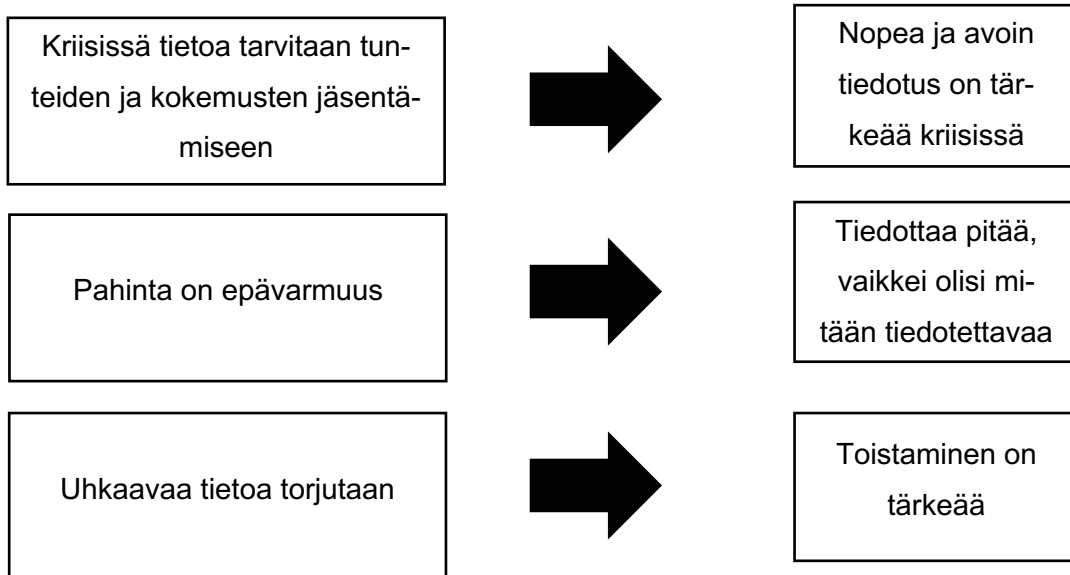 Kriisissä tietoa tarvitaan tun-
teiden ja kokemusten jäsentä-
miseen
Nopea ja avoin
tiedotus on tär-
keää kriisissä
Pahinta on epävarmuus
Tiedottaa pitää,
vaikkei olisi mi-
tään tiedotettavaa
Uhkaavaa tietoa torjutaan
Toistaminen on
tärkeää